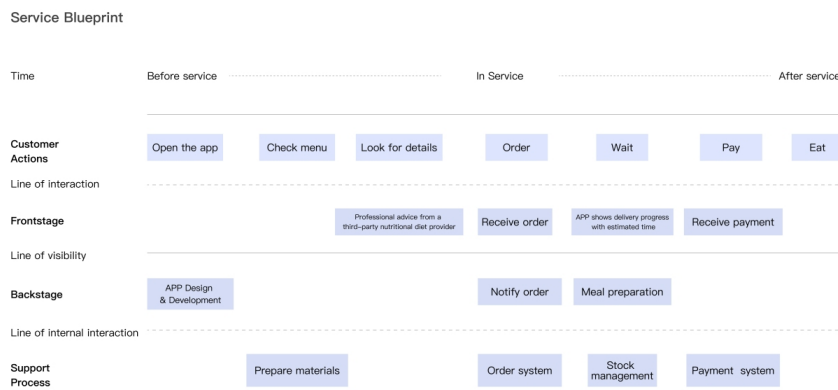 Service Blueprint
Time
Before service
In Service
After service
Customer
Actions
Open the app
Check menu
Look for details
Order
Wait
Pay
Eat
Line of interaction
Frontstage
Professional advice from a
third-party nutritional diet provider
Receive order
APP shows delivery progress
with estimated time
Receive payment
Line of visibility
Backstage
APP Design
& Development
Notify order
Meal preparation
Line of internal interaction
Support
Process
Prepare materials
Order system
Stock
management
Payment system